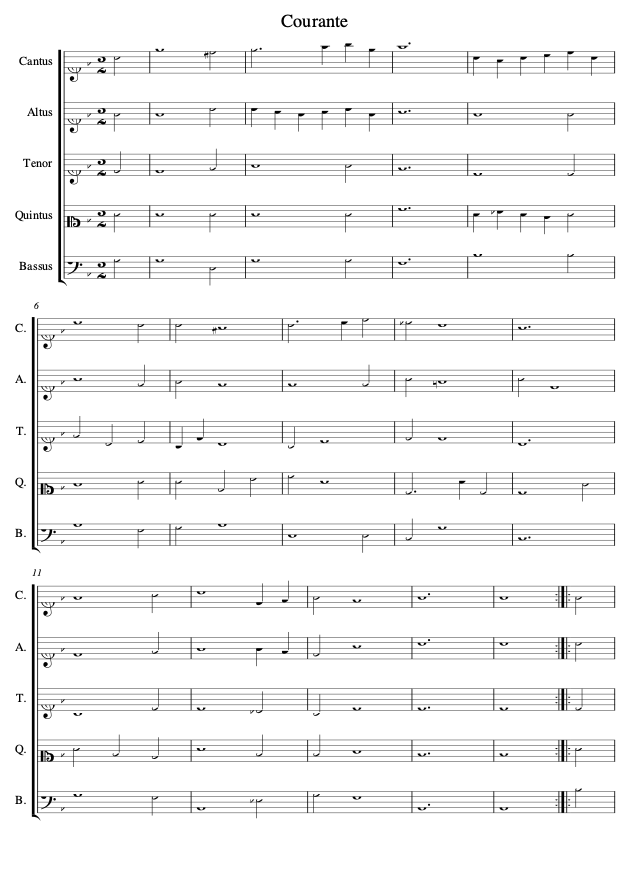 Courante
Cantus
Altus
Tenor
Quintus
Bassus
6
C.
A.
T.
Q.
B.
11
C.
A.
T.
Q.
B.